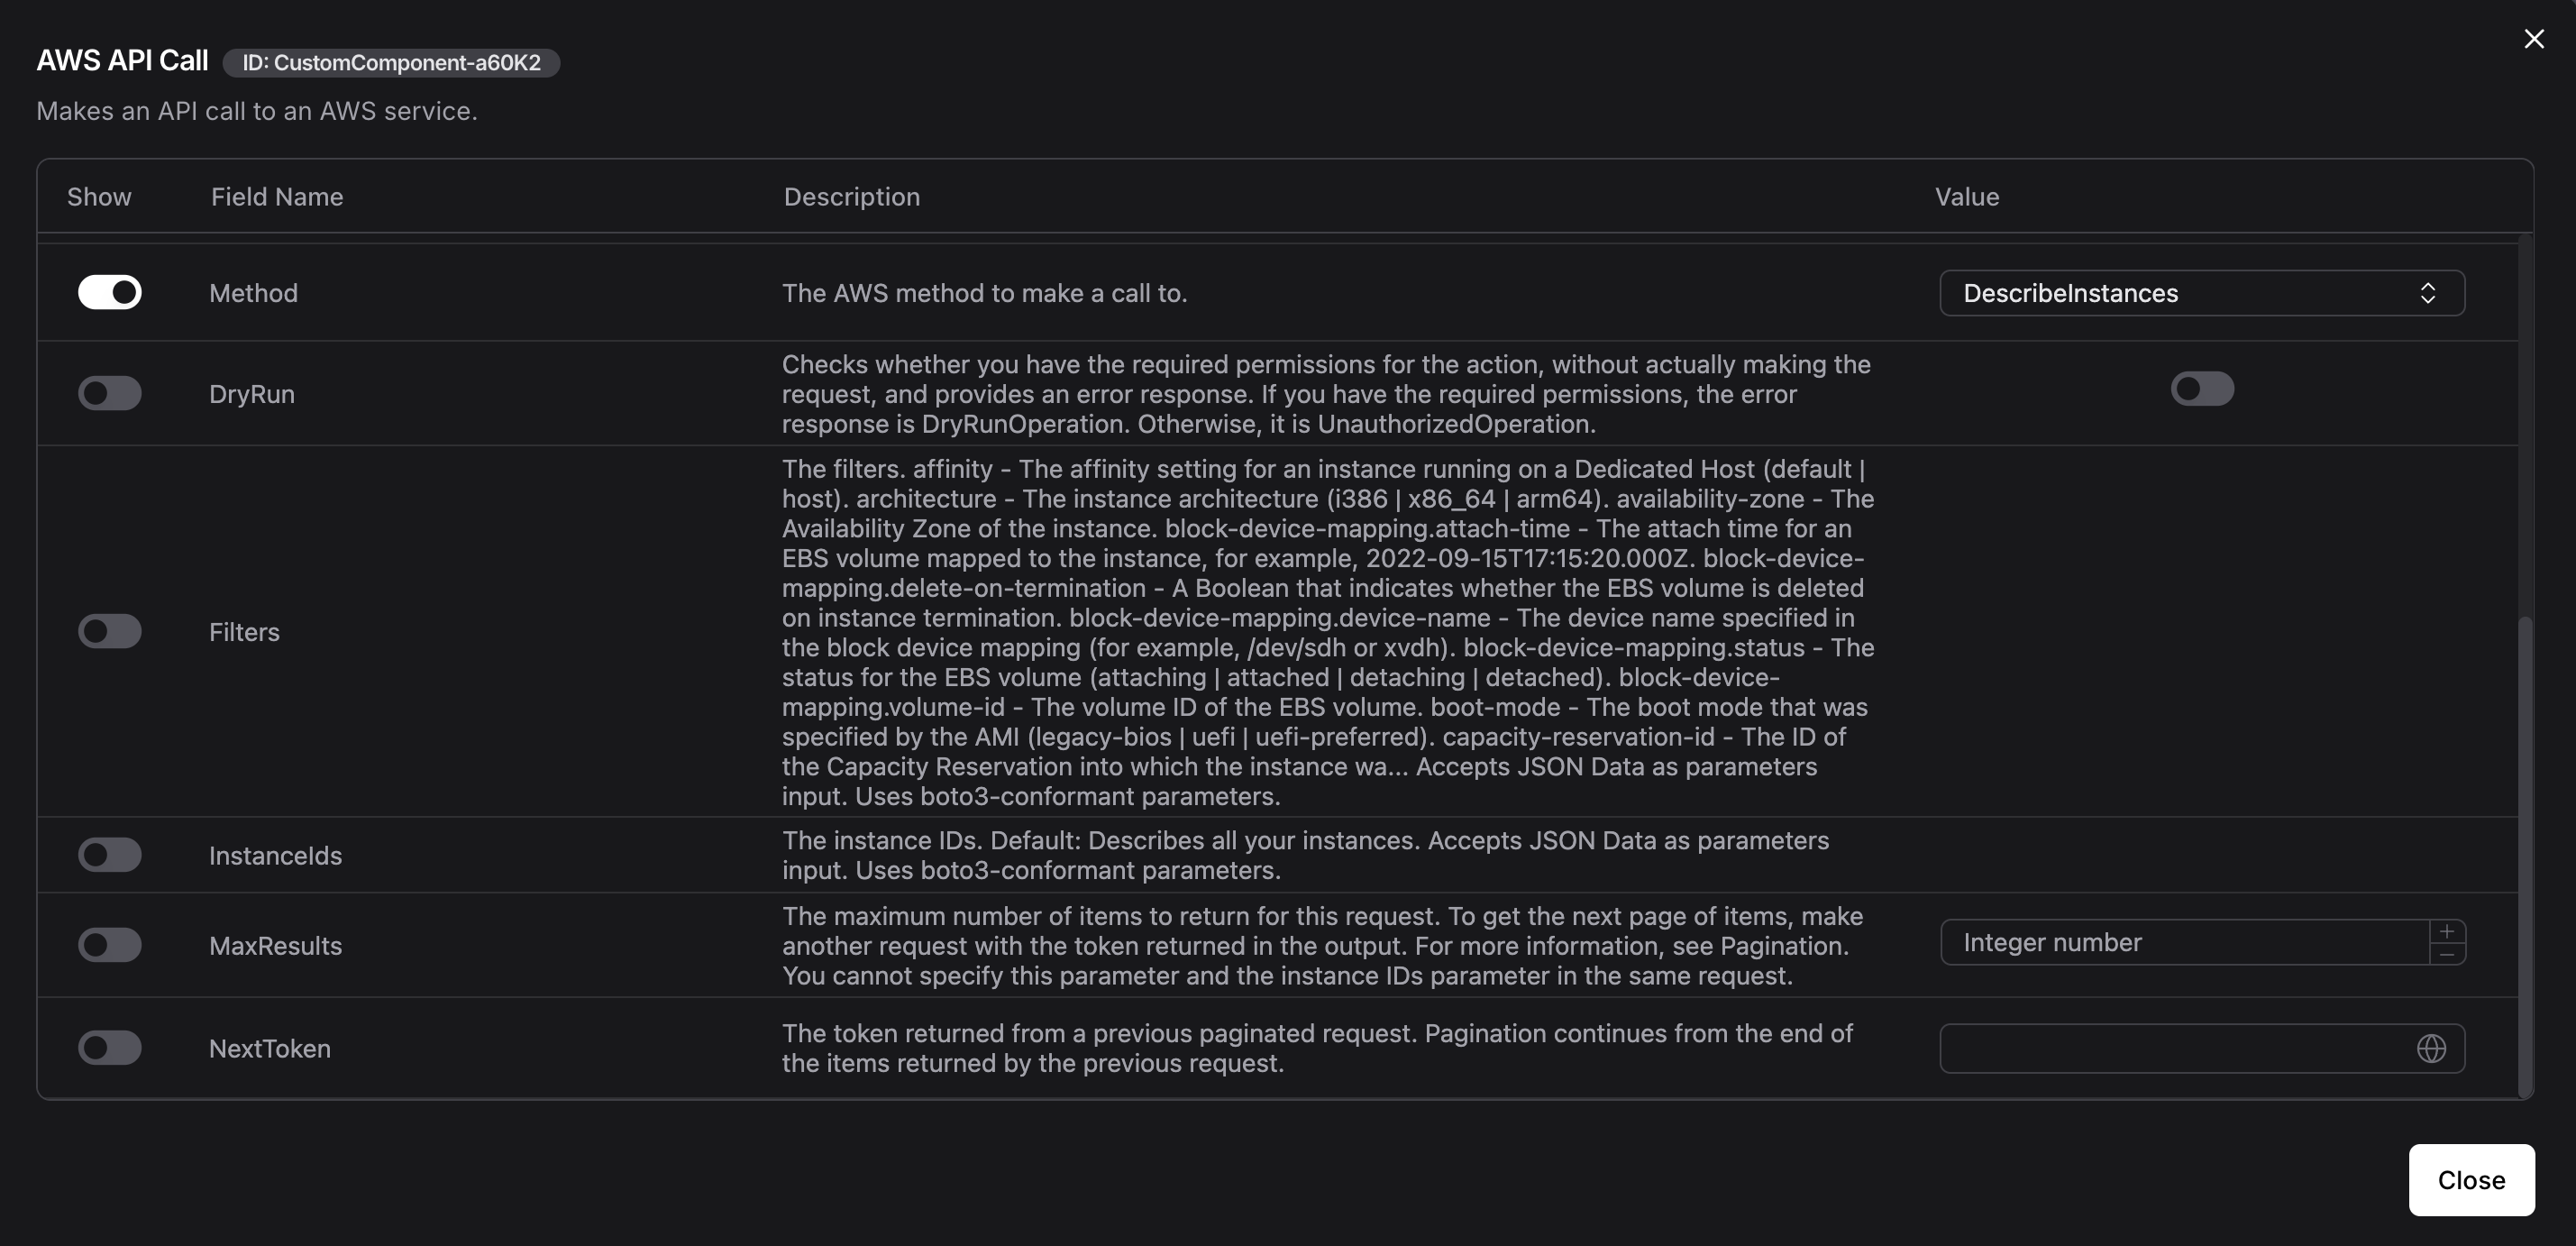 AWS API Call ID: CustomComponent-a60K2
Makes an API call to an AWS service.
Show Field Name Description Value
Method The AWS method to make a call to. DescribeInstances
DryRun
Checks whether you have the required permissions for the action, without actually making the
request, and provides an error response. If you have the required permissions, the error
response is DryRunOperation. Otherwise, it is UnauthorizedOperation.
Filters
The filters. affinity - The affinity setting for an instance running on a Dedicated Host (default |
host). architecture - The instance architecture (i386 | x86_64 | arm64). availability-zone - The
Availability Zone of the instance. block-device-mapping.attach-time - The attach time for an
EBS volume mapped to the instance, for example, 2022-09-15T17:15:20.000Z. block-device-
mapping.delete-on-termination - A Boolean that indicates whether the EBS volume is deleted
on instance termination. block-device-mapping.device-name - The device name specified in
the block device mapping (for example, /dev/sdh or xvdh). block-device-mapping.status - The
status for the EBS volume (attaching | attached | detaching | detached). block-device-
mapping.volume-id - The volume ID of the EBS volume. boot-mode - The boot mode that was
specified by the AMI (legacy-bios | uefi | uefi-preferred). capacity-reservation-id - The ID of
the Capacity Reservation into which the instance wa... Accepts JSON Data as parameters
input. Uses boto3-conformant parameters.
InstanceIds
The instance IDs. Default: Describes all your instances. Accepts JSON Data as parameters
input. Uses boto3-conformant parameters.
MaxResults
The maximum number of items to return for this request. To get the next page of items, make
another request with the token returned in the output. For more information, see Pagination.
You cannot specify this parameter and the instance IDs parameter in the same request.
Integer number
NextToken
The token returned from a previous paginated request. Pagination continues from the end of
the items returned by the previous request.
Close